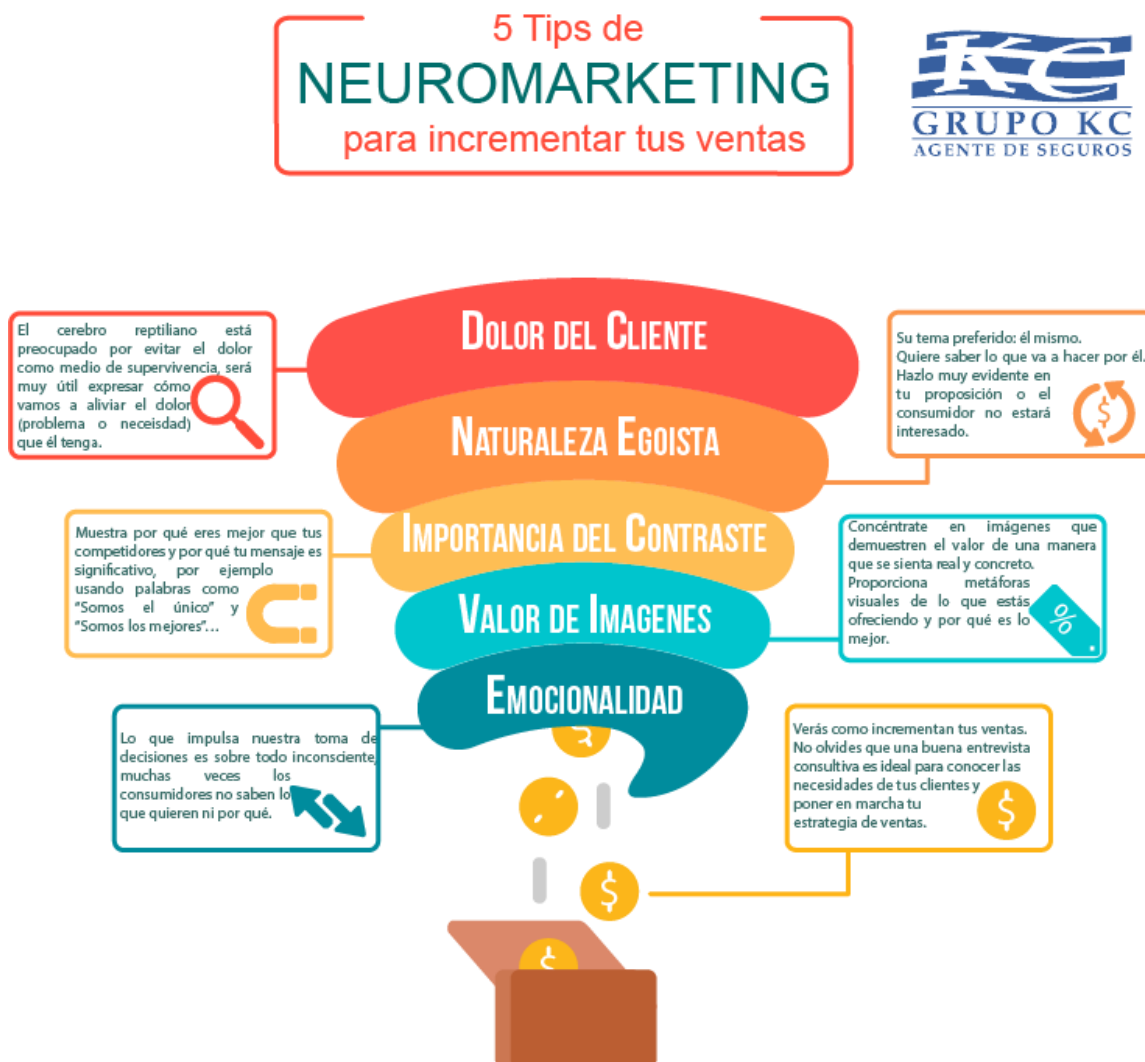 5 Tips de
NEUROMARKETING
para incrementar tus ventas
KC
GRUPO KC
AGENTE DE SEGUROS
DOLOR DEL CLIENTE
El cerebro reptiliano está
preocupado por evitar el dolor
como medio de supervivencia, será
muy útil expresar cómo
vamos a aliviar el dolor
(problema o neceisdad)
que él tenga.
NATURALEZA EGOISTA
Su tema preferido: él mismo.
Quiere saber lo que va a hacer por él.
Hazlo muy evidente en
tu proposición o el
consumidor no estará
interesado.
$
IMPORTANCIA DEL CONTRASTE
Muestra por qué eres mejor que tus
competidores y por qué tu mensaje es
significativo, por ejemplo
usando palabras como
"Somos el único" y
"Somos los mejores"...
VALOR DE IMAGENES
Concéntrate en imágenes que
demuestren el valor de una manera
que se sienta real y concreto.
Proporciona metáforas
visuales de lo que estás
ofreciendo y por qué es lo
mejor.
%
EMOCIONALIDAD
Lo que impulsa nuestra toma de
decisiones es sobre todo inconsciente,
muchas veces los
consumidores no saben lo
que quieren ni por qué.
Verás como incrementan tus ventas.
No olvides que una buena entrevista
consultiva es ideal para conocer las
necesidades de tus clientes y
poner en marcha tu
estrategia de ventas.
$
$
$
$